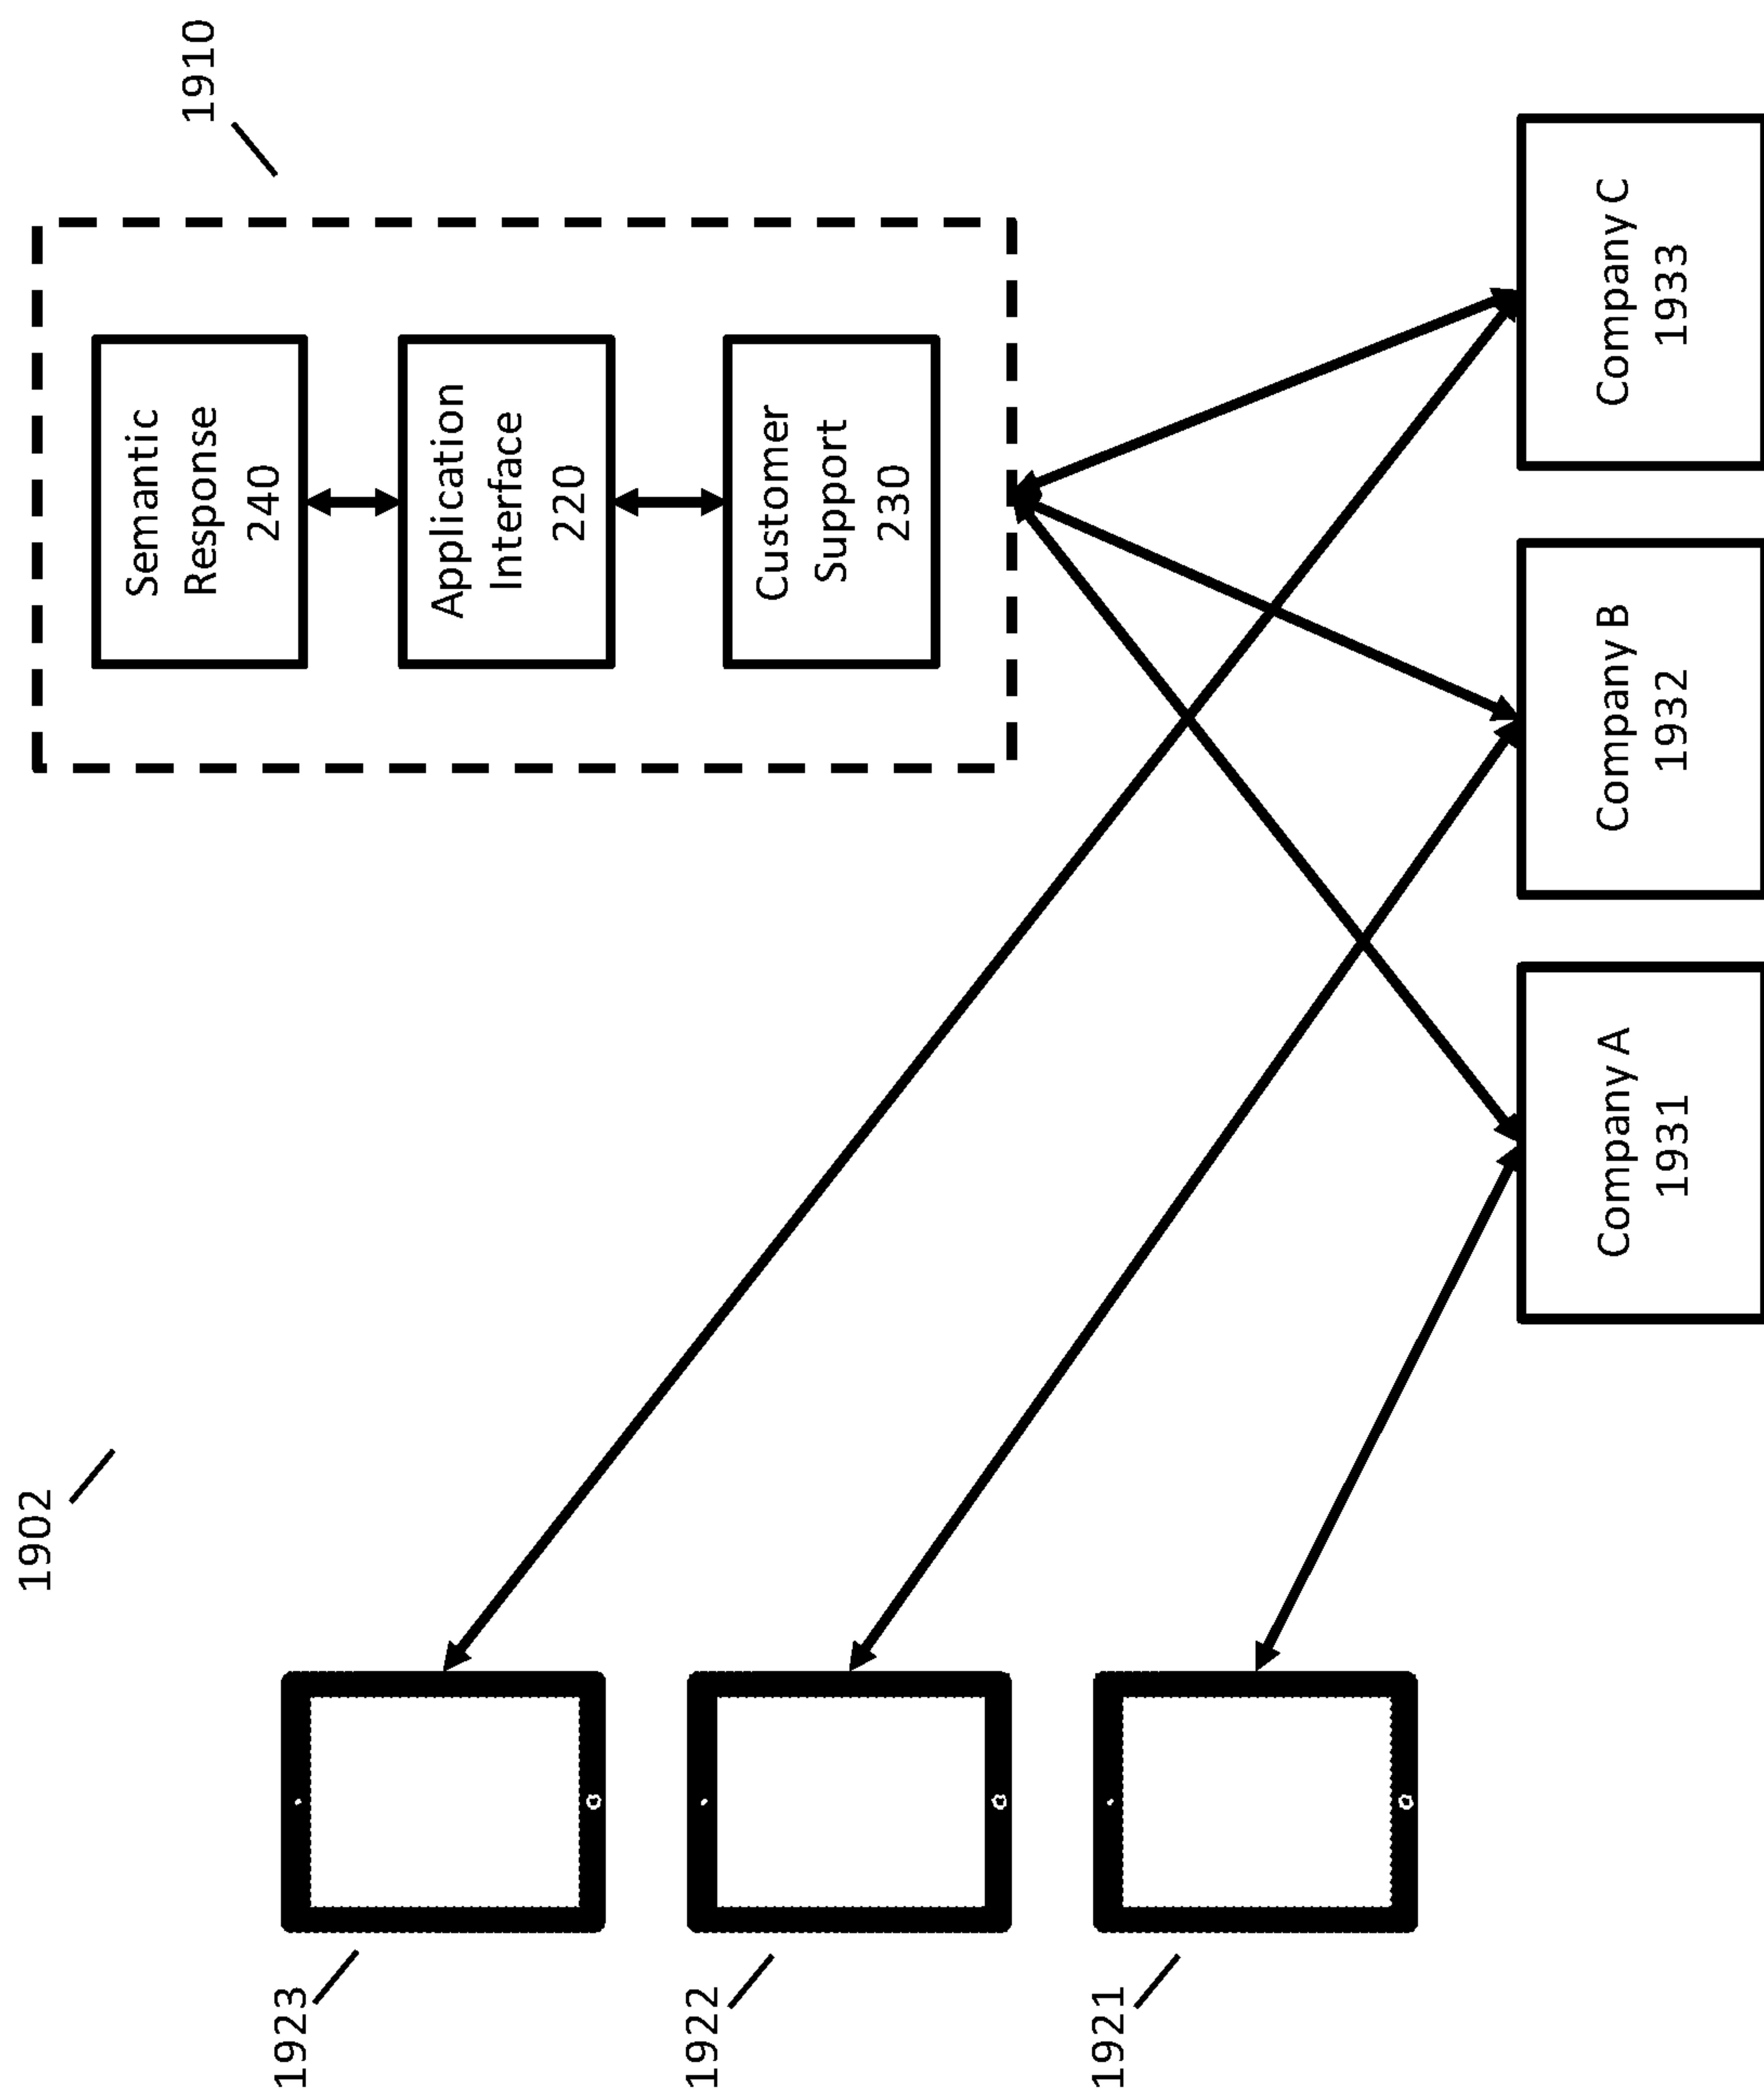 1902
1910
Semantic
Response
240
Application
Interface
220
Customer
Support
230
1923
1922
1921
Company A
1931
Company B
1932
Company C
1933